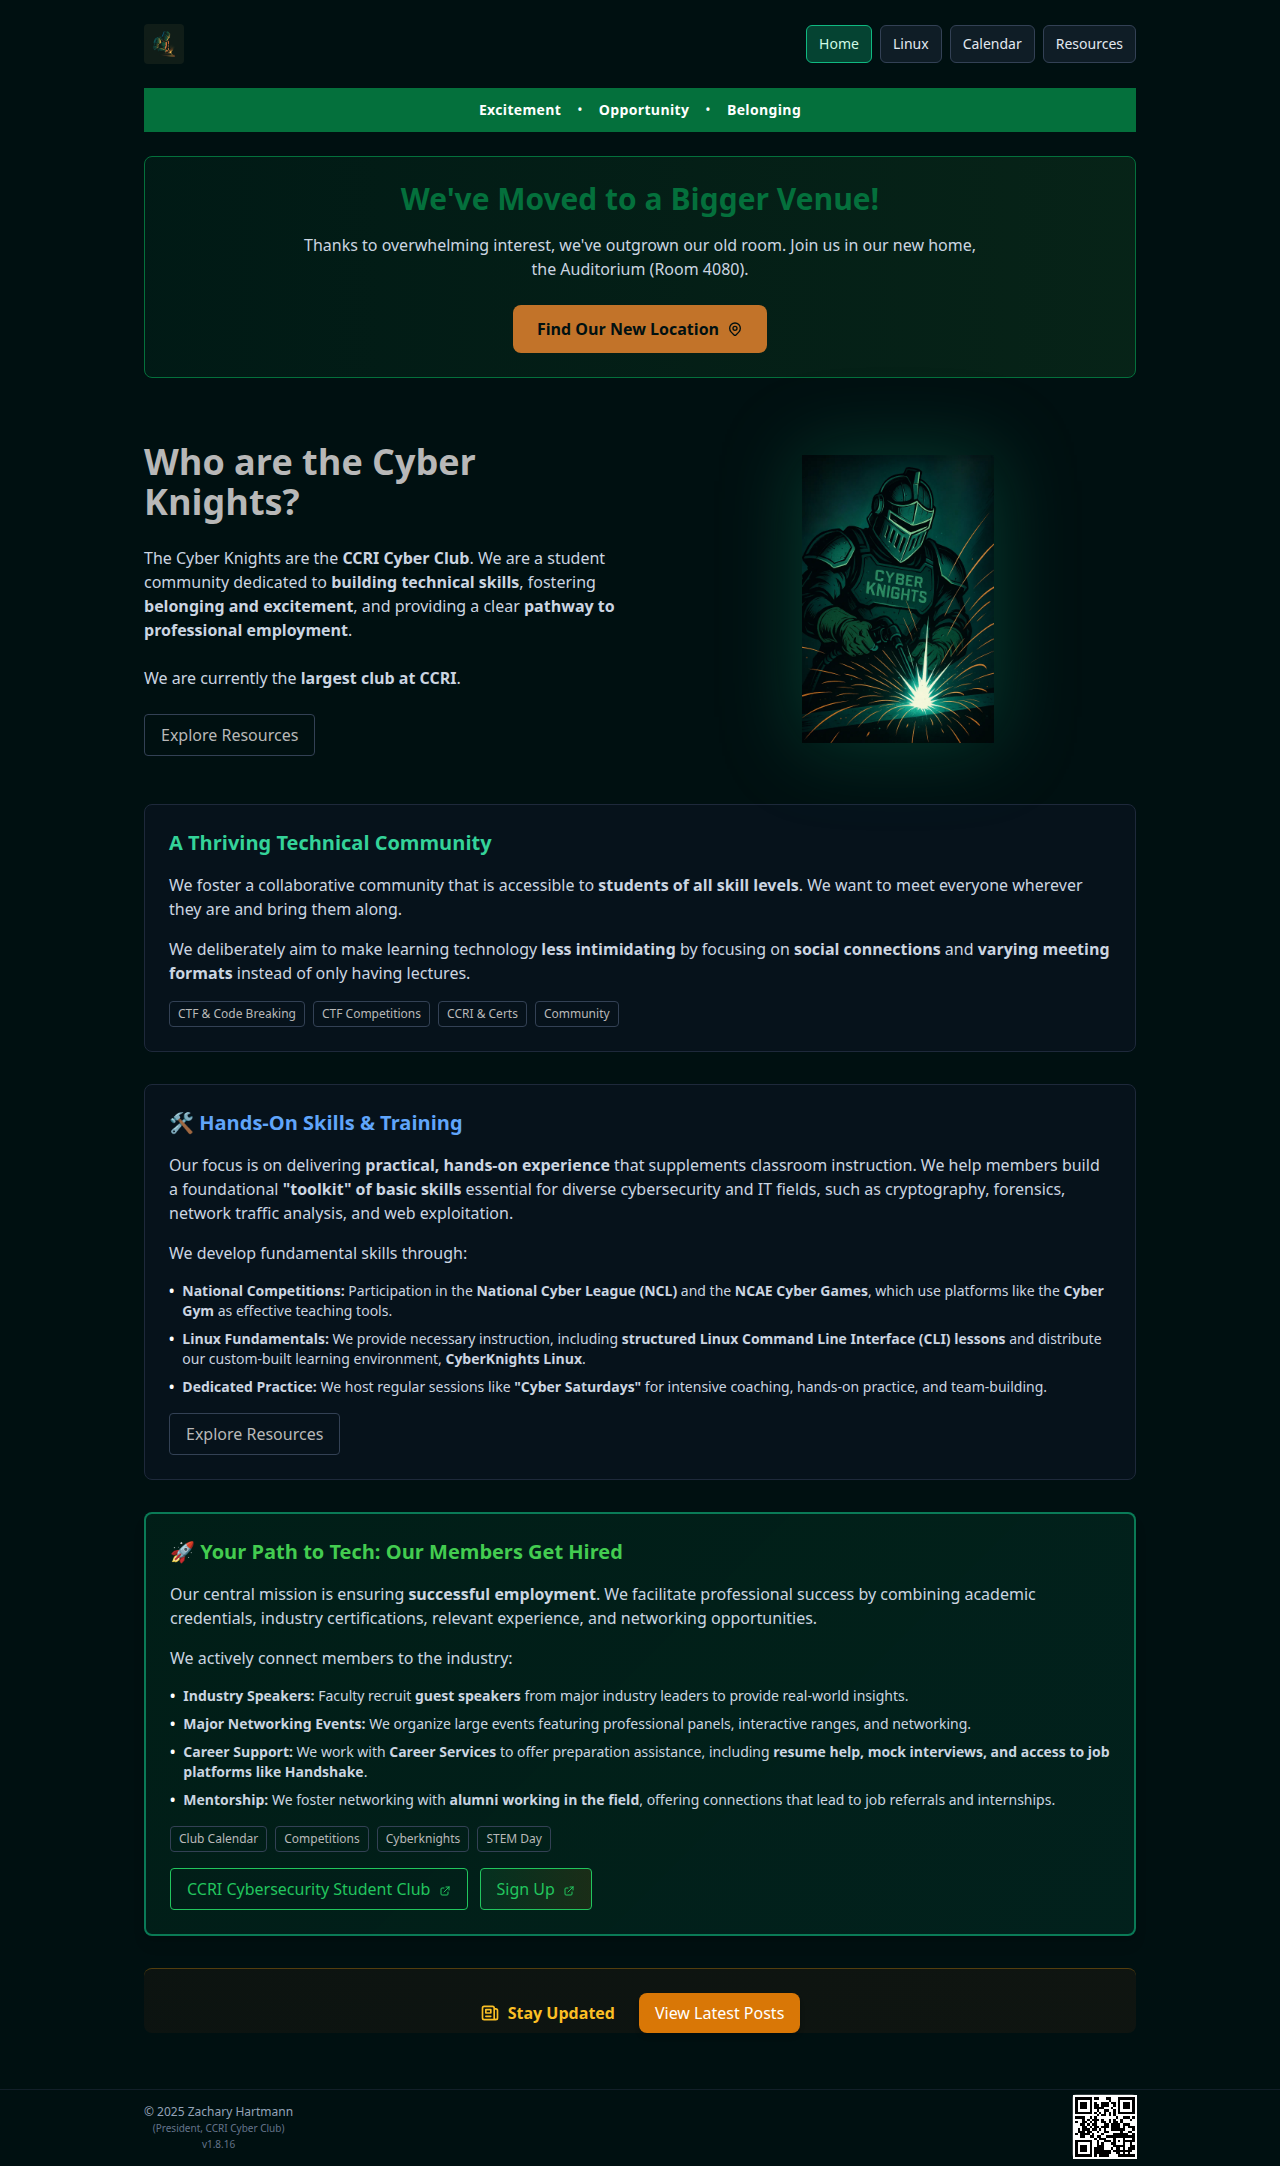 Home Linux Calendar Resources
Excitement • Opportunity • Belonging
We've Moved to a Bigger Venue!
Thanks to overwhelming interest, we've outgrown our old room. Join us in our new home,
the Auditorium (Room 4080).
Find Our New Location
Who are the Cyber
Knights?
The Cyber Knights are the CCRI Cyber Club. We are a student
community dedicated to building technical skills, fostering
belonging and excitement, and providing a clear pathway to
professional employment.
We are currently the largest club at CCRI.
Explore Resources
CYBER
KNIGHTS
A Thriving Technical Community
We foster a collaborative community that is accessible to students of all skill levels. We want to meet everyone wherever
they are and bring them along.
We deliberately aim to make learning technology less intimidating by focusing on social connections and varying meeting
formats instead of only having lectures.
CTF & Code Breaking CTF Competitions CCRI & Certs Community
🛠️ Hands-On Skills & Training
Our focus is on delivering practical, hands-on experience that supplements classroom instruction. We help members build
a foundational "toolkit" of basic skills essential for diverse cybersecurity and IT fields, such as cryptography, forensics,
network traffic analysis, and web exploitation.
We develop fundamental skills through:
• National Competitions: Participation in the National Cyber League (NCL) and the NCAE Cyber Games, which use platforms like the Cyber
Gym as effective teaching tools.
• Linux Fundamentals: We provide necessary instruction, including structured Linux Command Line Interface (CLI) lessons and distribute
our custom-built learning environment, CyberKnights Linux.
• Dedicated Practice: We host regular sessions like "Cyber Saturdays" for intensive coaching, hands-on practice, and team-building.
Explore Resources
🚀 Your Path to Tech: Our Members Get Hired
Our central mission is ensuring successful employment. We facilitate professional success by combining academic
credentials, industry certifications, relevant experience, and networking opportunities.
We actively connect members to the industry:
• Industry Speakers: Faculty recruit guest speakers from major industry leaders to provide real-world insights.
• Major Networking Events: We organize large events featuring professional panels, interactive ranges, and networking.
• Career Support: We work with Career Services to offer preparation assistance, including resume help, mock interviews, and access to job
platforms like Handshake.
• Mentorship: We foster networking with alumni working in the field, offering connections that lead to job referrals and internships.
Club Calendar Competitions Cyberknights STEM Day
CCRI Cybersecurity Student Club Sign Up
Stay Updated View Latest Posts
© 2025 Zachary Hartmann
(President, CCRI Cyber Club)
v1.8.16